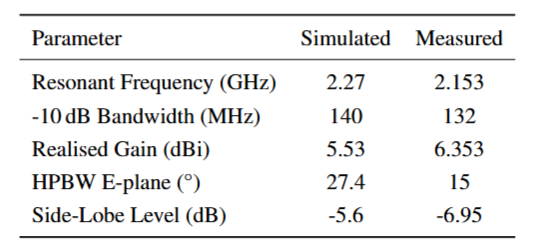 Parameter Simulated Measured
Resonant Frequency (GHz) 2.27 2.153
-10 dB Bandwidth (MHz) 140 132
Realised Gain (dBi) 5.53 6.353
HPBW E-plane (°) 27.4 15
Side-Lobe Level (dB) -5.6 -6.95